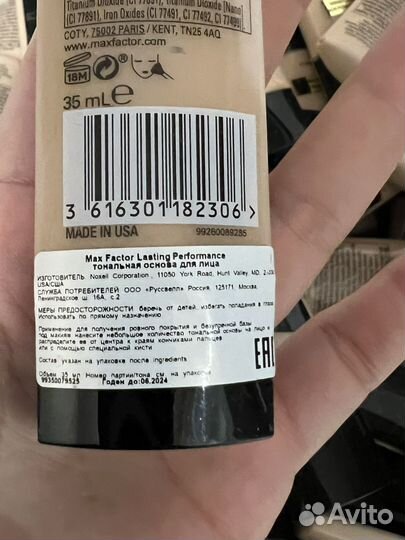 Titanium Dioxide (CI 77891), Titanium Dioxide [Nano]
(CI 77891), Iron Oxides (CI 77491, CI 77492, CI 77499)
COTY, 75002 PARIS / KENT, TN25 4AQ
www.maxfactor.com
18M
35 mL e
3 616301 182306 >
MADE IN USA 99260089285
Max Factor Lasting Performance
тональная основа для лица
ИЗГОТОВИТЕЛЬ Noxell Corporation , 11050 York Road, Hunt Valley MD,
USA/США
СЛУЖБА ПОТРЕБИТЕЛЕЙ ООО «Руссвелл» Россия, 125171, Москва,
Ленинградское ш. 16А, с.2
МЕРЫ ПРЕДОСТОРОЖНОСТИ беречь от детей, избегать попадания в глаза
Использовать по прямому назначению.
Применение для получения ровного покрытия и безупречной базы
под макияж нанесите небольшое количество тональной основы на лицо и
распределите ее от центра к краям кончиками пальцев
или с помощью специальной кисти
Состав указан на упаковке после ingredients
Объем 35 мл Номер партии/тона см. на упаковке
99350079525 Годен до:06.2024
EAC
Avito